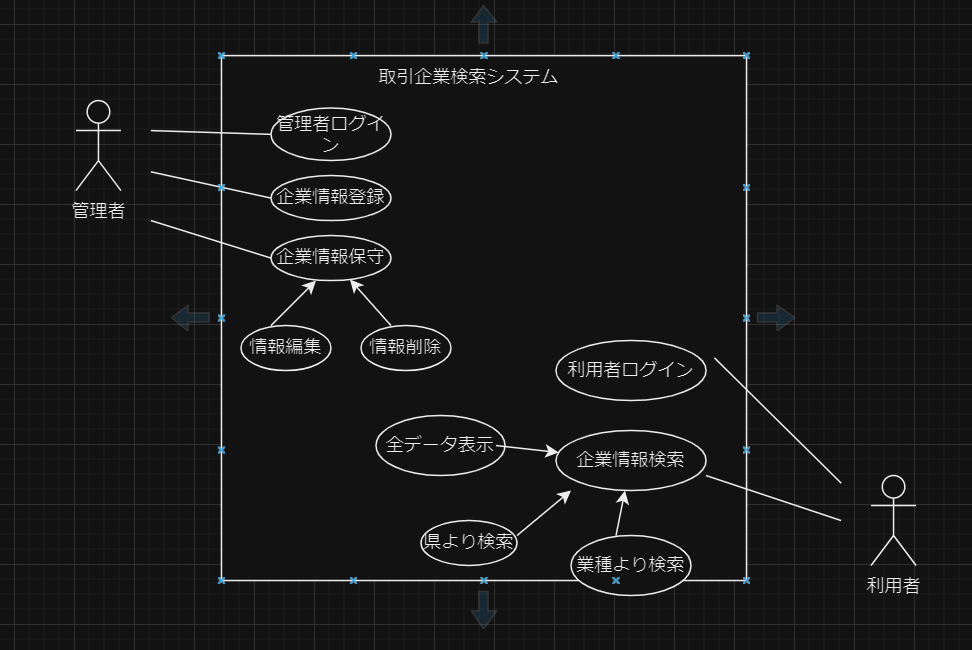 取引企業検索システム
管理者ログイ
ン
企業情報登録
管理者
企業情報保守
情報編集
情報削除
利用者ログイン
全データ表示
企業情報検索
県より検索
業種より検索
利用者